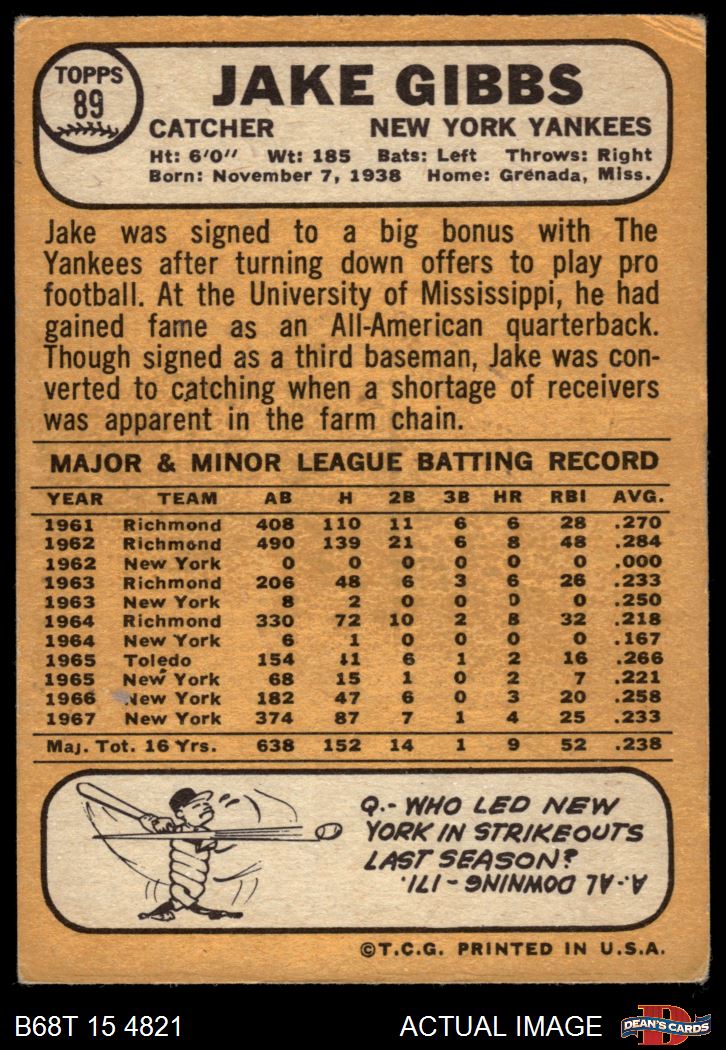 TOPPS
89
JAKE GIBBS
CATCHER NEW YORK YANKEES
Ht: 6'0" Wt: 185 Bats: Left Throws: Right
Born: November 7, 1938 Home: Grenada, Miss.
Jake was signed to a big bonus with The
Yankees after turning down offers to play pro
football. At the University of Mississippi, he had
gained fame as an All-American quarterback.
Though signed as a third baseman, Jake was con-
verted to catching when a shortage of receivers
was apparent in the farm chain.
MAJOR & MINOR LEAGUE BATTING RECORD
YEAR TEAM AB H 2B 3B HR RBI AVG.
1961 Richmond 408 110 11 6 6 28 .270
1962 Richmond 490 139 21 6 8 48 .284
1962 New York 0 0 0 0 0 0 .000
1963 Richmond 206 48 6 3 6 26 .233
1963 New York 8 2 0 0 0 0 .250
1964 Richmond 330 72 10 2 8 32 .218
1964 New York 6 1 0 0 0 0 .167
1965 Toledo 154 41 6 1 2 16 .266
1965 New York 68 15 1 0 2 7 .221
1966 New York 182 47 6 0 3 20 .258
1967 New York 374 87 7 1 4 25 .233
Maj. Tot. 16 Yrs. 638 152 14 1 9 52 .238
Q.- WHO LED NEW
YORK IN STRIKEOUTS
LAST SEASON?
A.- AL DOWNING - 171.
©T.C.G. PRINTED IN U.S.A.
B68T 15 4821 ACTUAL IMAGE
D
DEAN'S CARDS